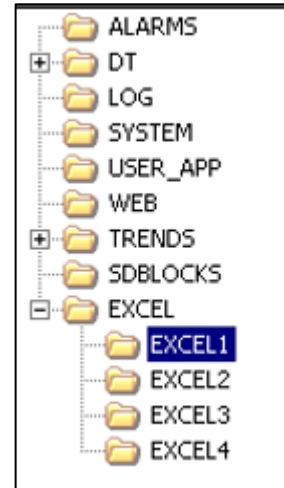 ALARMS
DT
LOG
SYSTEM
USER_APP
WEB
TRENDS
SDBLOCKS
EXCEL
EXCEL1
EXCEL2
EXCEL3
EXCEL4